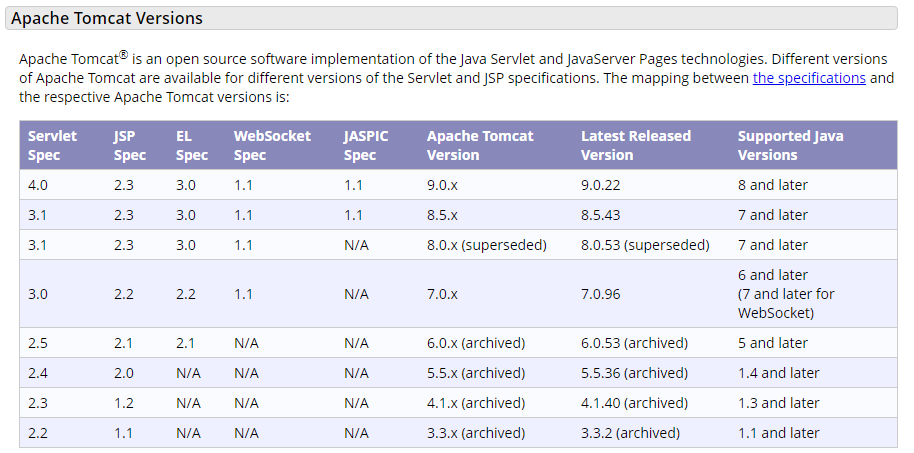 Apache Tomcat Versions
Apache Tomcat® is an open source software implementation of the Java Servlet and JavaServer Pages technologies. Different versions
of Apache Tomcat are available for different versions of the Servlet and JSP specifications. The mapping between the specifications and
the respective Apache Tomcat versions is:
Servlet Spec JSP Spec EL Spec WebSocket Spec JASPIC Spec Apache Tomcat Version Latest Released Version Supported Java Versions
4.0 2.3 3.0 1.1 1.1 9.0.x 9.0.22 8 and later
3.1 2.3 3.0 1.1 1.1 8.5.x 8.5.43 7 and later
3.1 2.3 3.0 1.1 N/A 8.0.x (superseded) 8.0.53 (superseded) 7 and later
3.0 2.2 2.2 1.1 N/A 7.0.x 7.0.96 6 and later
(7 and later for
WebSocket)
2.5 2.1 2.1 N/A N/A 6.0.x (archived) 6.0.53 (archived) 5 and later
2.4 2.0 N/A N/A N/A 5.5.x (archived) 5.5.36 (archived) 1.4 and later
2.3 1.2 N/A N/A N/A 4.1.x (archived) 4.1.40 (archived) 1.3 and later
2.2 1.1 N/A N/A N/A 3.3.x (archived) 3.3.2 (archived) 1.1 and later